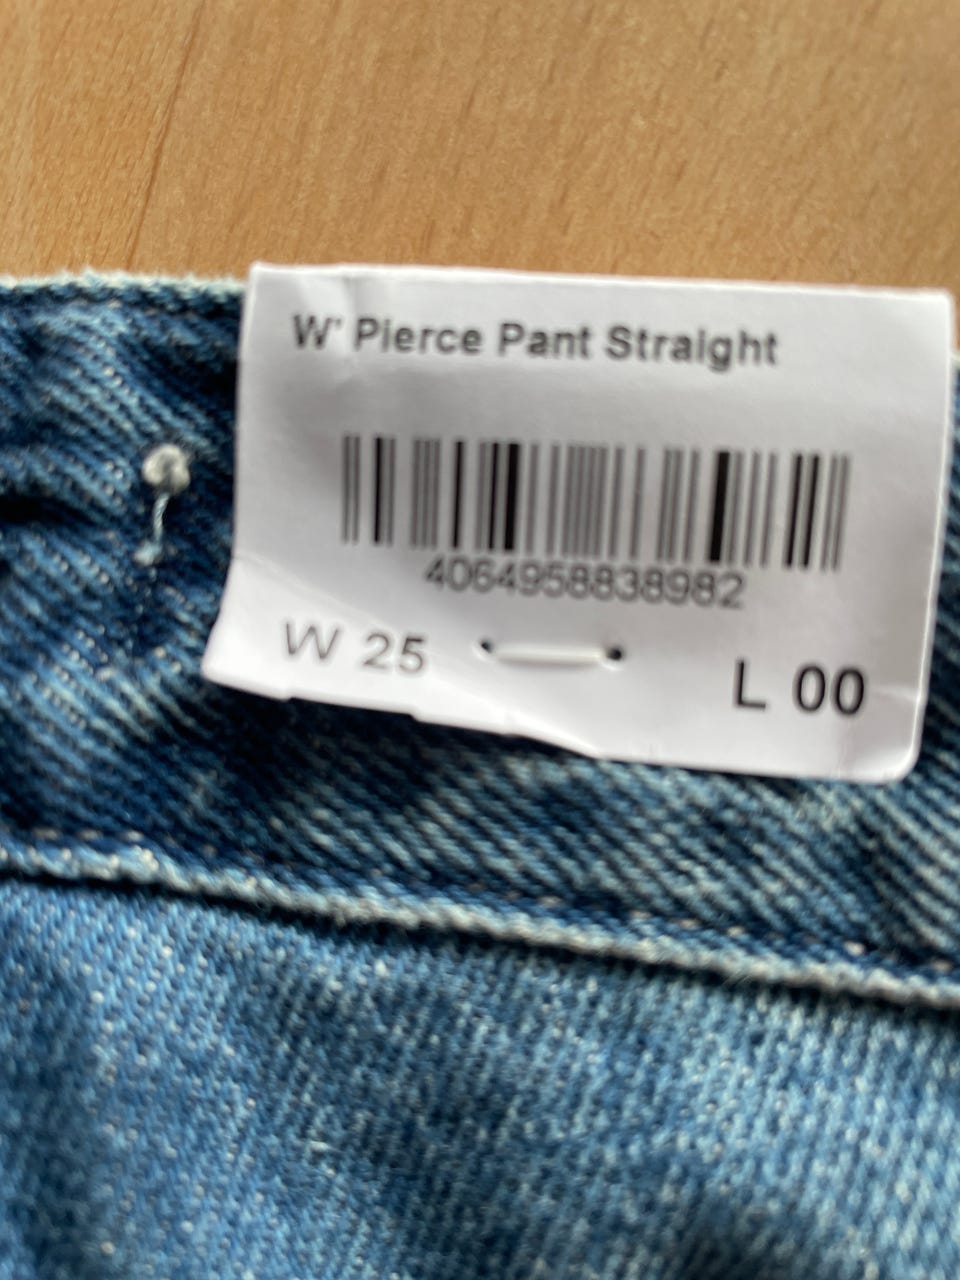 W' Pierce Pant Straight
4064958838982
W 25
L 00